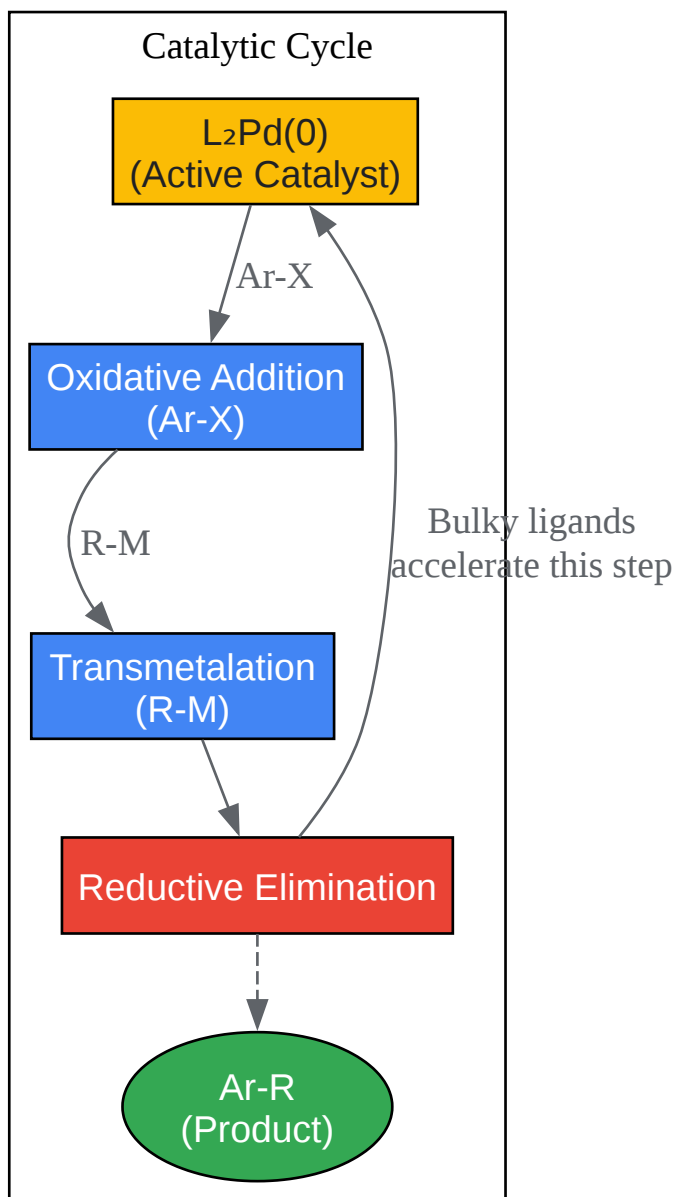 Catalytic Cycle
L₂Pd(0)
(Active Catalyst)
Ar-X
Oxidative Addition
(Ar-X)
Bulky ligands
accelerate this step
R-M
Transmetalation
(R-M)
Reductive Elimination
Ar-R
(Product)